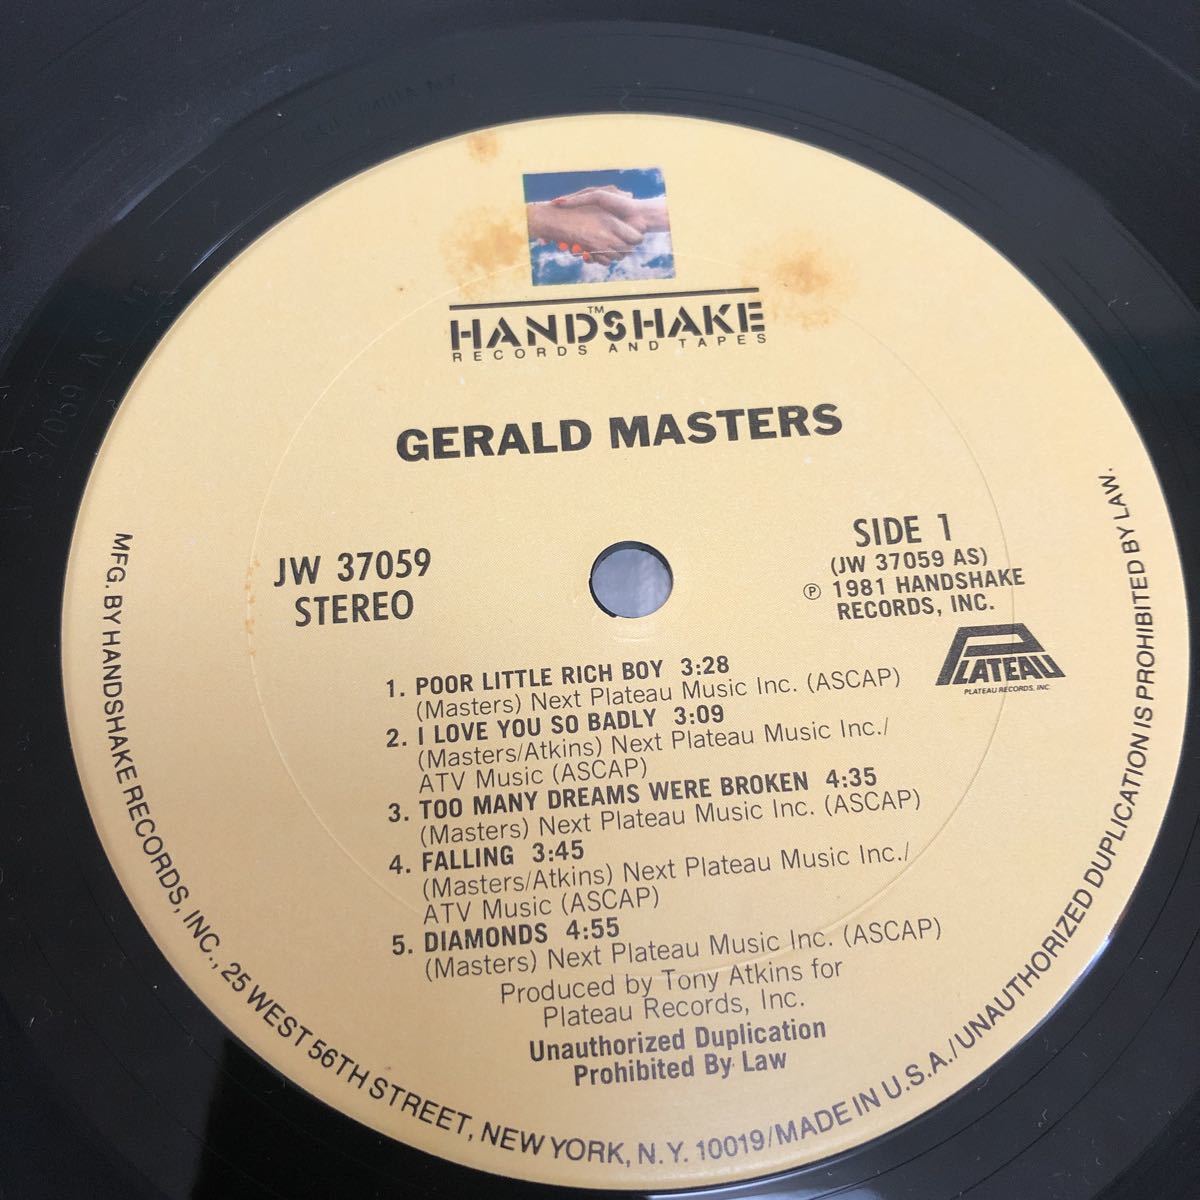 HANDSHAKE™
RECORDS AND TAPES
GERALD MASTERS
JW 37059
STEREO
SIDE 1
(JW 37059 AS)
Ⓟ 1981 HANDSHAKE
RECORDS, INC.
PLATEAU
PLATEAU RECORDS, INC
1. POOR LITTLE RICH BOY 3:28
(Masters) Next Plateau Music Inc. (ASCAP)
2. I LOVE YOU SO BADLY 3:09
(Masters/Atkins) Next Plateau Music Inc./
ATV Music (ASCAP)
3. TOO MANY DREAMS WERE BROKEN 4:35
(Masters) Next Plateau Music Inc. (ASCAP)
4. FALLING 3:45
(Masters/Atkins) Next Plateau Music Inc./
ATV Music (ASCAP)
5. DIAMONDS 4:55
(Masters) Next Plateau Music Inc. (ASCAP)
Produced by Tony Atkins for
Plateau Records, Inc.
Unauthorized Duplication
Prohibited By Law
MFG. BY HANDSHAKE RECORDS, INC., 25 WEST 56TH STREET, NEW YORK, N.Y. 10019/MADE IN U.S.A./UNAUTHORIZED DUPLICATION IS PROHIBITED BY LAW.
37059 AS